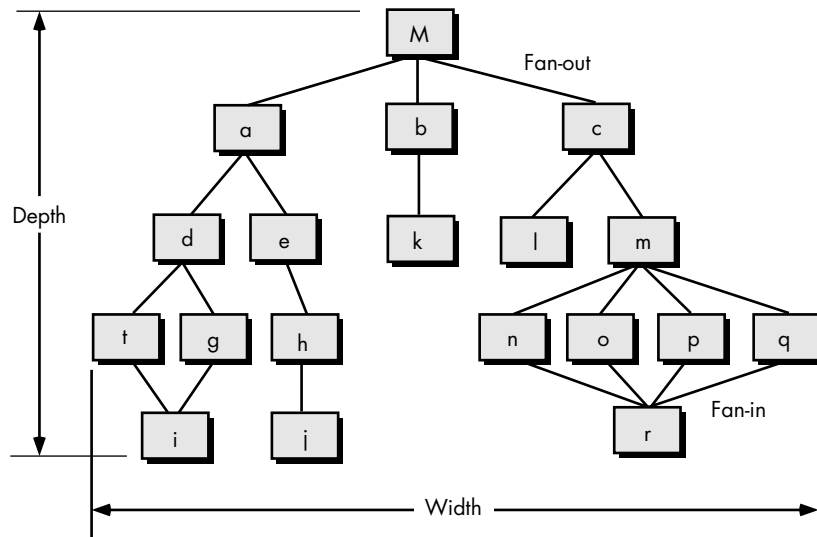 M
Fan-out
a b c
Depth
d e k l m
t g h n o p q
Fan-in
i j r
Width